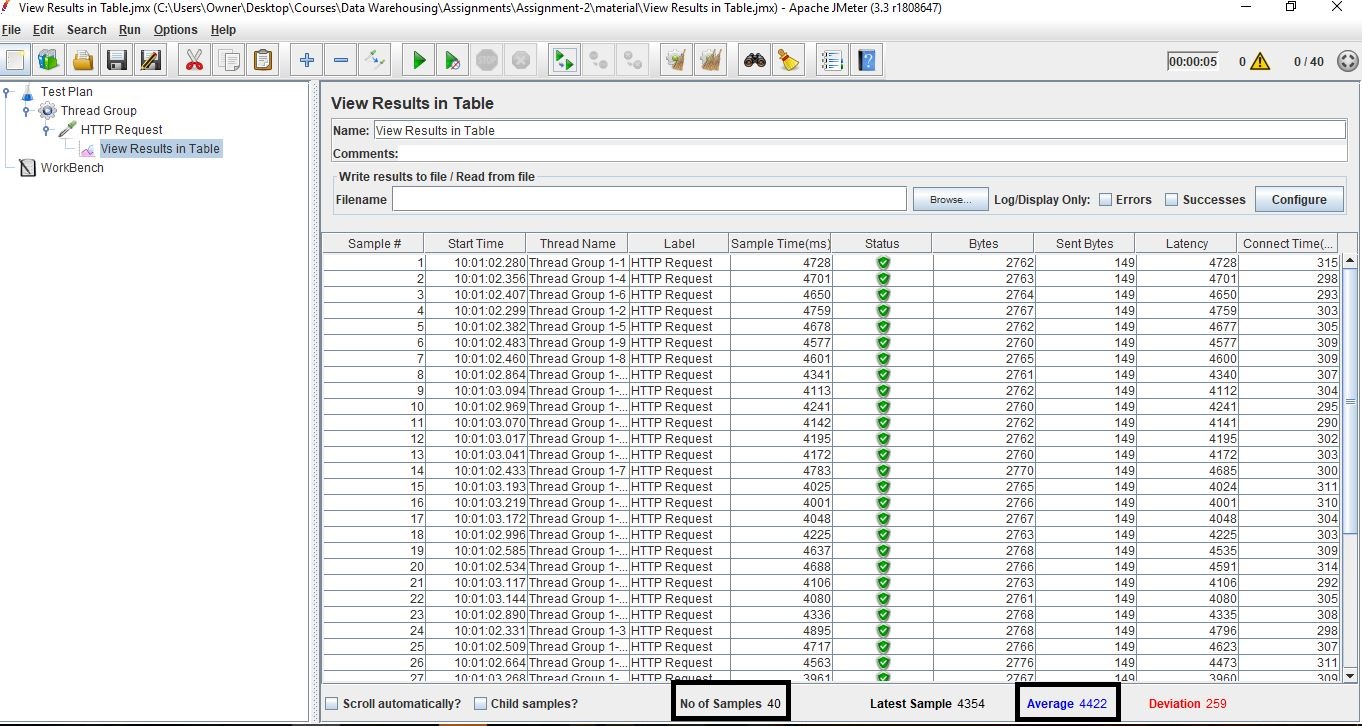 View Results in Table.jmx (C:\Users\Owner\Desktop\Courses\Data Warehousing\Assignments\Assignment-2\material\View Results in Table.jmx) - Apache JMeter (3.3 r1808647)
File Edit Search Run Options Help
00:00:05 0 0 / 40
Test Plan
Thread Group
HTTP Request
View Results in Table
WorkBench
View Results in Table
Name: View Results in Table
Comments:
Write results to file / Read from file
Filename Browse... Log/Display Only: Errors Successes Configure
Sample # Start Time Thread Name Label Sample Time(ms) Status Bytes Sent Bytes Latency Connect Time(...
1 10:01:02.280 Thread Group 1-1 HTTP Request 4728 2762 149 4728 315
2 10:01:02.356 Thread Group 1-4 HTTP Request 4701 2763 149 4701 298
3 10:01:02.407 Thread Group 1-6 HTTP Request 4650 2764 149 4650 293
4 10:01:02.299 Thread Group 1-2 HTTP Request 4759 2767 149 4759 303
5 10:01:02.382 Thread Group 1-5 HTTP Request 4678 2762 149 4677 305
6 10:01:02.483 Thread Group 1-9 HTTP Request 4577 2760 149 4577 309
7 10:01:02.460 Thread Group 1-8 HTTP Request 4601 2765 149 4600 309
8 10:01:02.864 Thread Group 1-... HTTP Request 4341 2761 149 4340 307
9 10:01:03.094 Thread Group 1-... HTTP Request 4113 2762 149 4112 304
10 10:01:02.969 Thread Group 1-... HTTP Request 4241 2760 149 4241 295
11 10:01:03.070 Thread Group 1-... HTTP Request 4142 2762 149 4141 290
12 10:01:03.017 Thread Group 1-... HTTP Request 4195 2762 149 4195 302
13 10:01:03.041 Thread Group 1-... HTTP Request 4172 2760 149 4172 303
14 10:01:02.433 Thread Group 1-7 HTTP Request 4783 2770 149 4685 300
15 10:01:03.193 Thread Group 1-... HTTP Request 4025 2765 149 4024 311
16 10:01:03.219 Thread Group 1-... HTTP Request 4001 2766 149 4001 310
17 10:01:03.172 Thread Group 1-... HTTP Request 4048 2767 149 4048 304
18 10:01:02.996 Thread Group 1-... HTTP Request 4225 2763 149 4225 303
19 10:01:02.585 Thread Group 1-... HTTP Request 4637 2768 149 4535 309
20 10:01:02.534 Thread Group 1-... HTTP Request 4688 2766 149 4591 314
21 10:01:03.117 Thread Group 1-... HTTP Request 4106 2763 149 4106 292
22 10:01:03.144 Thread Group 1-... HTTP Request 4080 2761 149 4080 305
23 10:01:02.890 Thread Group 1-... HTTP Request 4336 2768 149 4335 308
24 10:01:02.331 Thread Group 1-3 HTTP Request 4895 2768 149 4796 298
25 10:01:02.509 Thread Group 1-... HTTP Request 4717 2766 149 4623 307
26 10:01:02.664 Thread Group 1-... HTTP Request 4563 2776 149 4473 311
27 10:01:03.268 Thread Group 1-... HTTP Request 3961 2766 149 3960 309
Scroll automatically? Child samples? No of Samples 40 Latest Sample 4354 Average 4422 Deviation 259